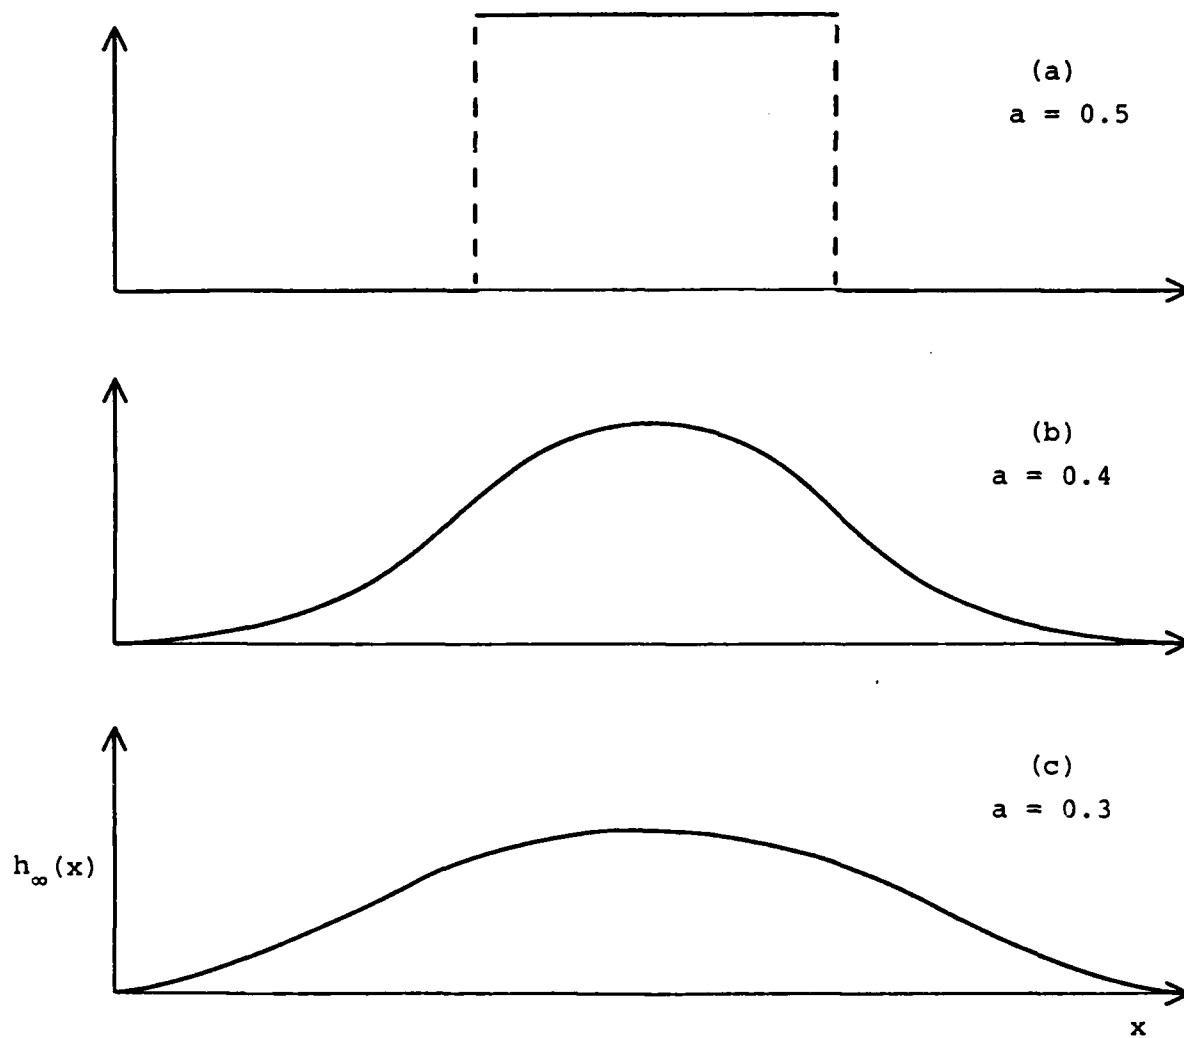 (a)
a = 0.5
(b)
a = 0.4
(c)
a = 0.3
h∞(x)
x